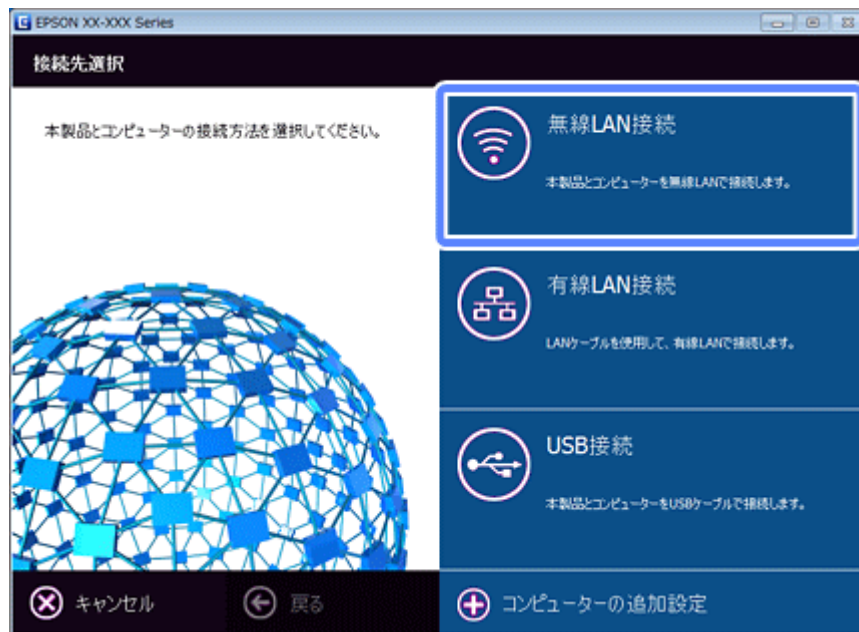 EPSON XX-XXX Series
接続先選択
本製品とコンピューターの接続方法を選択してください。
無線LAN接続
本製品とコンピューターを無線LANで接続します。
有線LAN接続
LANケーブルを使用して、有線LANで接続します。
USB接続
本製品とコンピューターをUSBケーブルで接続します。
キャンセル
戻る
コンピューターの追加設定